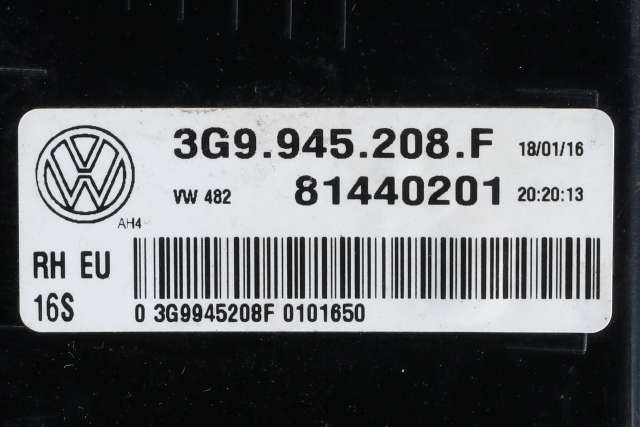 3G9.945.208.F 18/01/16
VW 482 81440201 20:20:13
AH4
RH EU
16S
0 3G9945208F 0101650